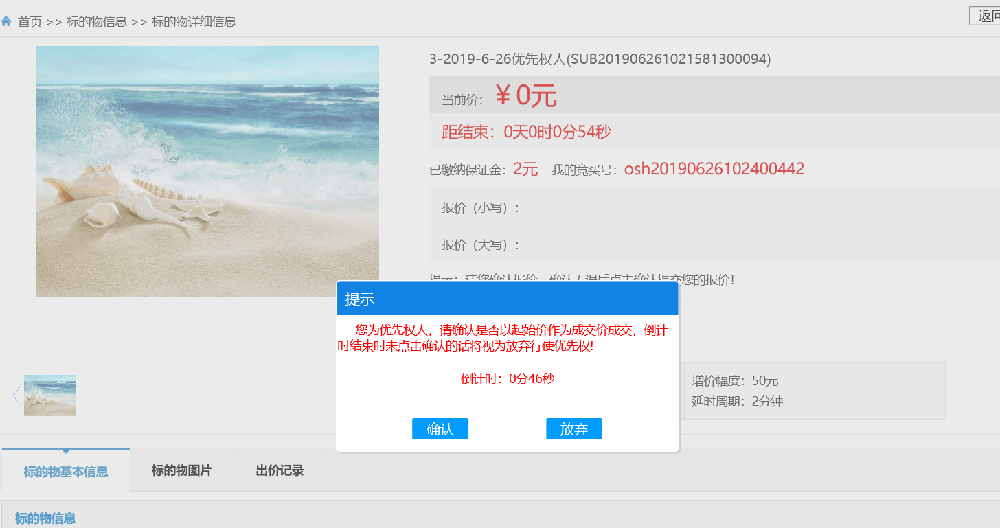 首页 >> 标的物信息 >> 标的物详细信息
返回
3-2019-6-26优先权人(SUB201906261021581300094)
当前价： ￥0元
距结束：0天0时0分54秒
已缴纳保证金：2元 我的竞买号：osh20190626102400442
报价（小写）：
报价（大写）：
提示：请您确认报价，确认无误后点击确认提交您的报价！
提示
您为优先权人，请确认是否以起始价作为成交价成交，倒计
时结束时未点击确认的话将视为放弃行使优先权！
倒计时：0分46秒
确认 放弃
增价幅度：50元
延时周期：2分钟
标的物基本信息 标的物图片 出价记录
标的物信息